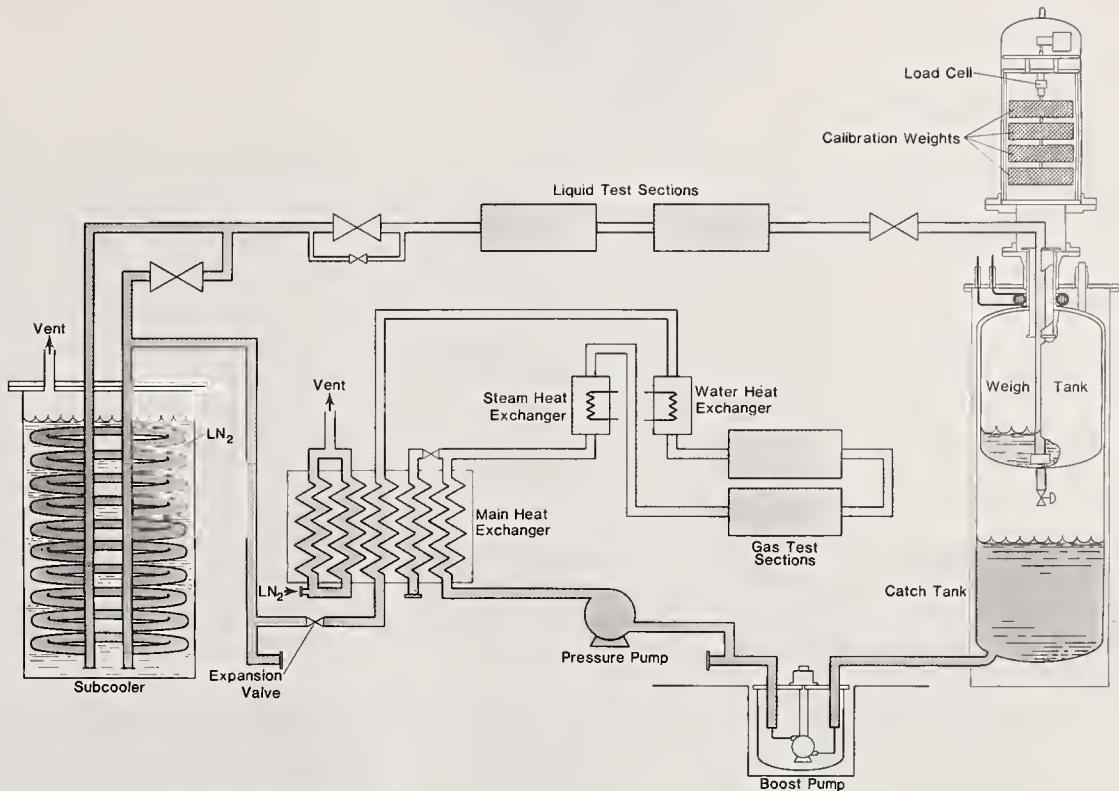 Load Cell
Calibration Weights
Liquid Test Sections
Vent
LN2
Vent
Steam Heat
Exchanger
Water Heat
Exchanger
Weigh Tank
Main Heat
Exchanger
Gas Test
Sections
LN2
Catch Tank
Pressure Pump
Expansion
Valve
Subcooler
Boost Pump